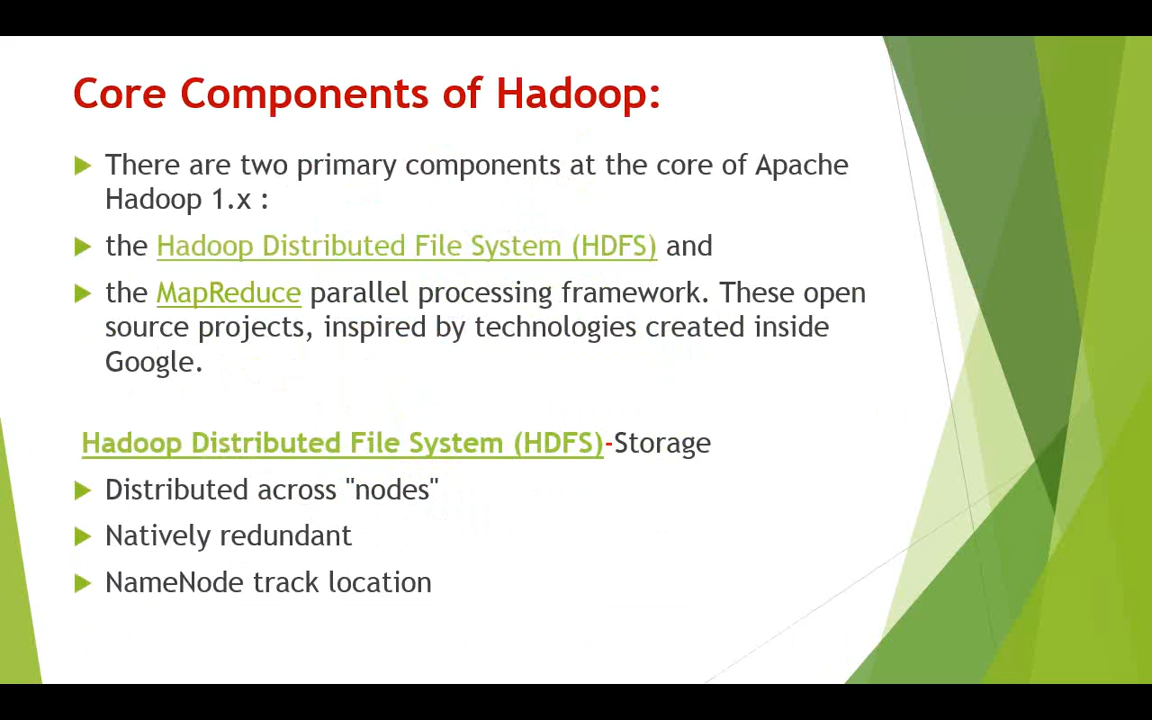 Core Components of Hadoop:
There are two primary components at the core of Apache
Hadoop 1.x :
the Hadoop Distributed File System (HDFS) and
the MapReduce parallel processing framework. These open
source projects, inspired by technologies created inside
Google.
Hadoop Distributed File System (HDFS)-Storage
Distributed across "nodes"
Natively redundant
NameNode track location